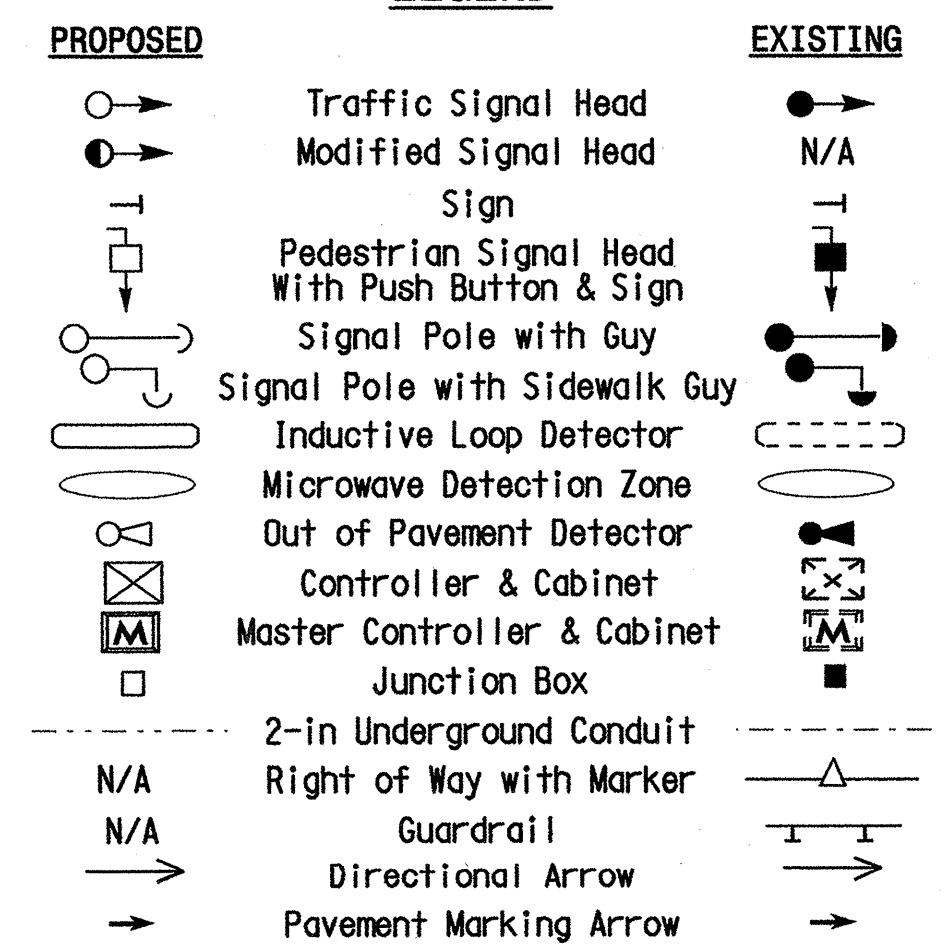 PROPOSED EXISTING
Traffic Signal Head
Modified Signal Head N/A
Sign
Pedestrian Signal Head
With Push Button & Sign
Signal Pole with Guy
Signal Pole with Sidewalk Guy
Inductive Loop Detector
Microwave Detection Zone
Out of Pavement Detector
Controller & Cabinet
M Master Controller & Cabinet M
Junction Box
2-in Underground Conduit
N/A Right of Way with Marker
N/A Guardrail
Directional Arrow
Pavement Marking Arrow